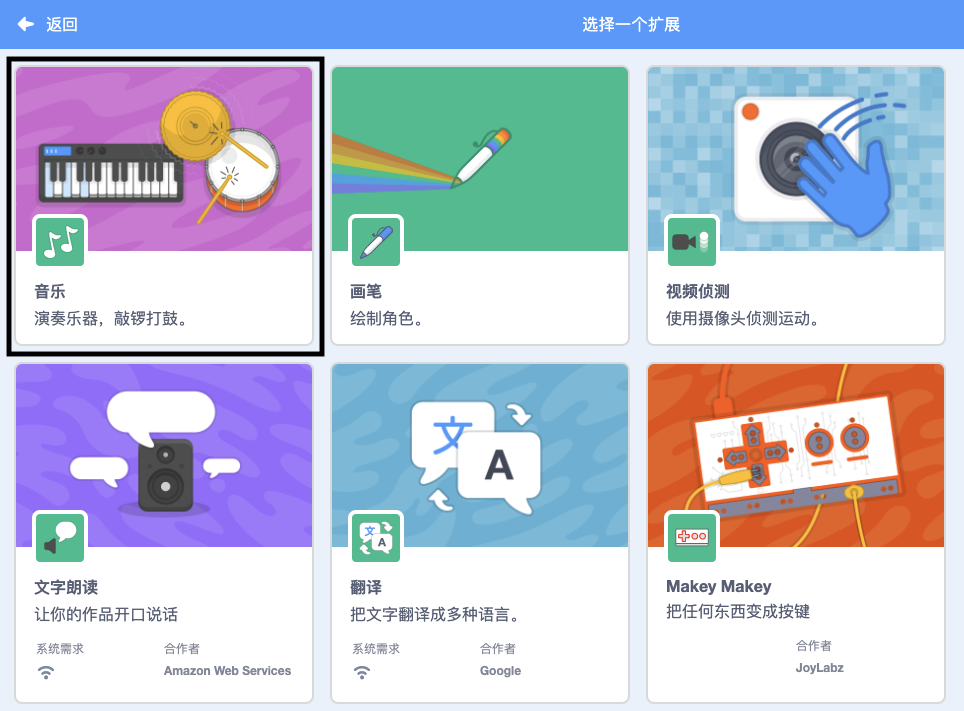 返回
选择一个扩展
音乐
演奏乐器，敲锣打鼓。
画笔
绘制角色。
视频侦测
使用摄像头侦测运动。
文
A
文字朗读
让你的作品开口说话
系统需求
合作者
Amazon Web Services
文
A
翻译
把文字翻译成多种语言。
系统需求
合作者
Google
Makey Makey
把任何东西变成按键
合作者
JoyLabz